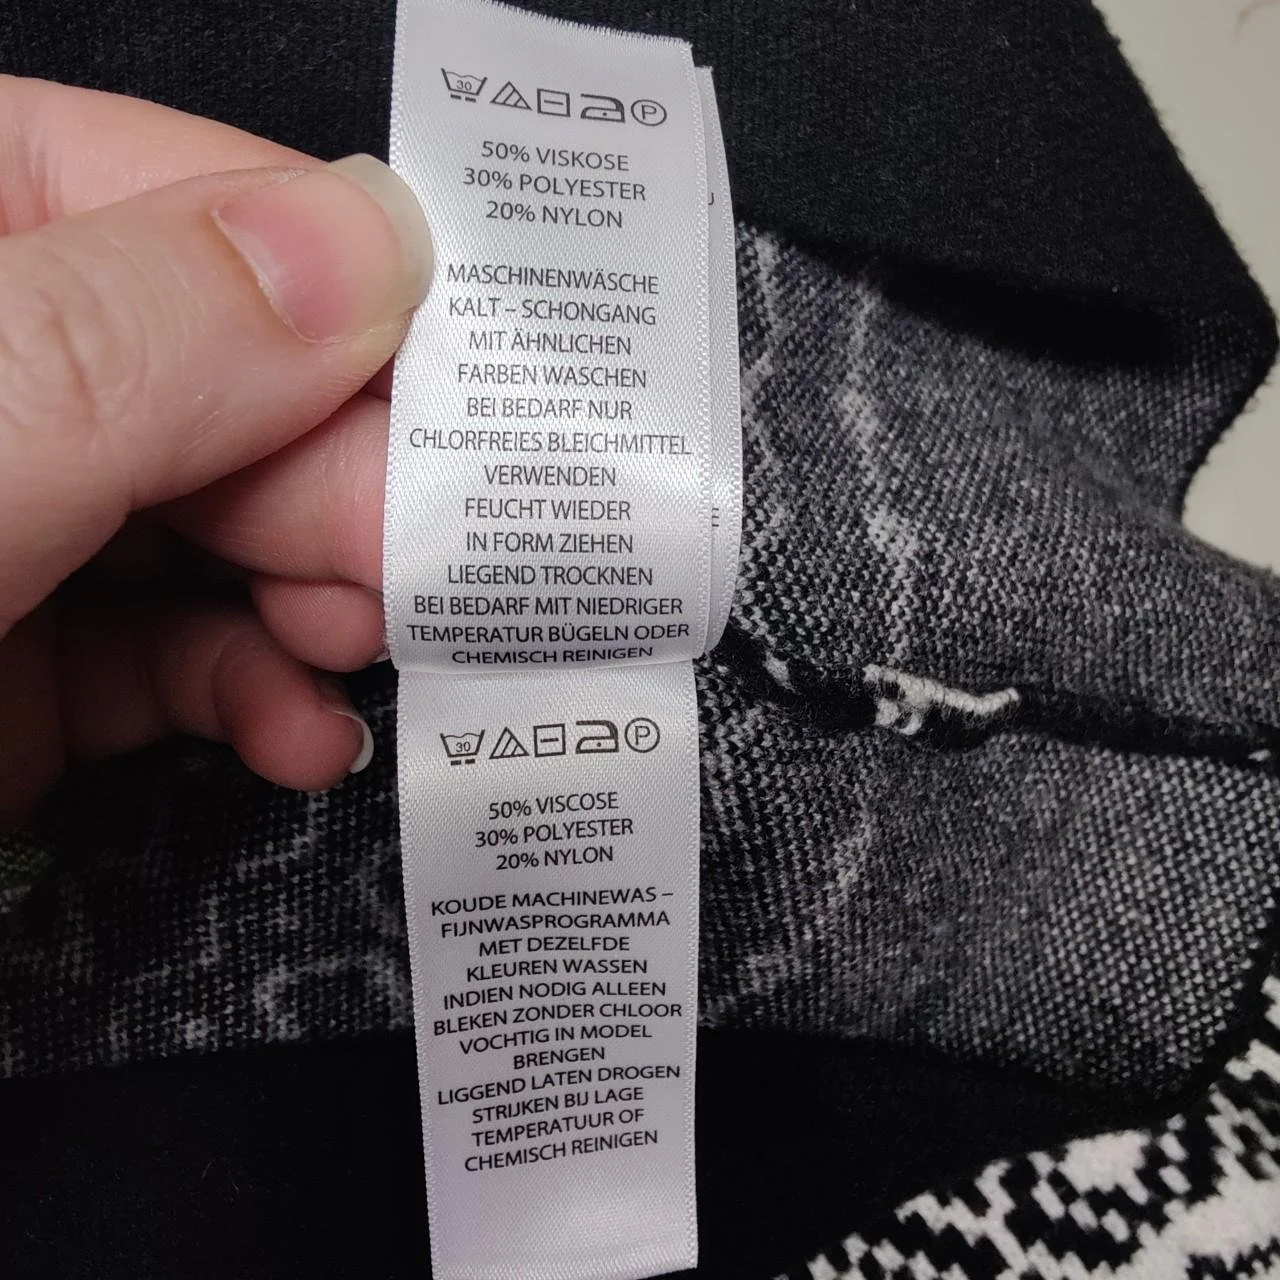 30 P
50% VISKOSE
30% POLYESTER
20% NYLON
MASCHINENWÄSCHE
KALT – SCHONGANG
MIT ÄHNLICHEN
FARBEN WASCHEN
BEI BEDARF NUR
CHLORFREIES BLEICHMITTEL
VERWENDEN
FEUCHT WIEDER
IN FORM ZIEHEN
LIEGEND TROCKNEN
BEI BEDARF MIT NIEDRIGER
TEMPERATUR BÜGELN ODER
CHEMISCH REINIGEN
30 P
50% VISCOSE
30% POLYESTER
20% NYLON
KOUDE MACHINEWAS –
FIJNWASPROGRAMMA
MET DEZELFDE
KLEUREN WASSEN
INDIEN NODIG ALLEEN
BLEKEN ZONDER CHLOOR
VOCHTIG IN MODEL
BRENGEN
LIGGEND LATEN DROGEN
STRIJKEN BIJ LAGE
TEMPERATUUR OF
CHEMISCH REINIGEN